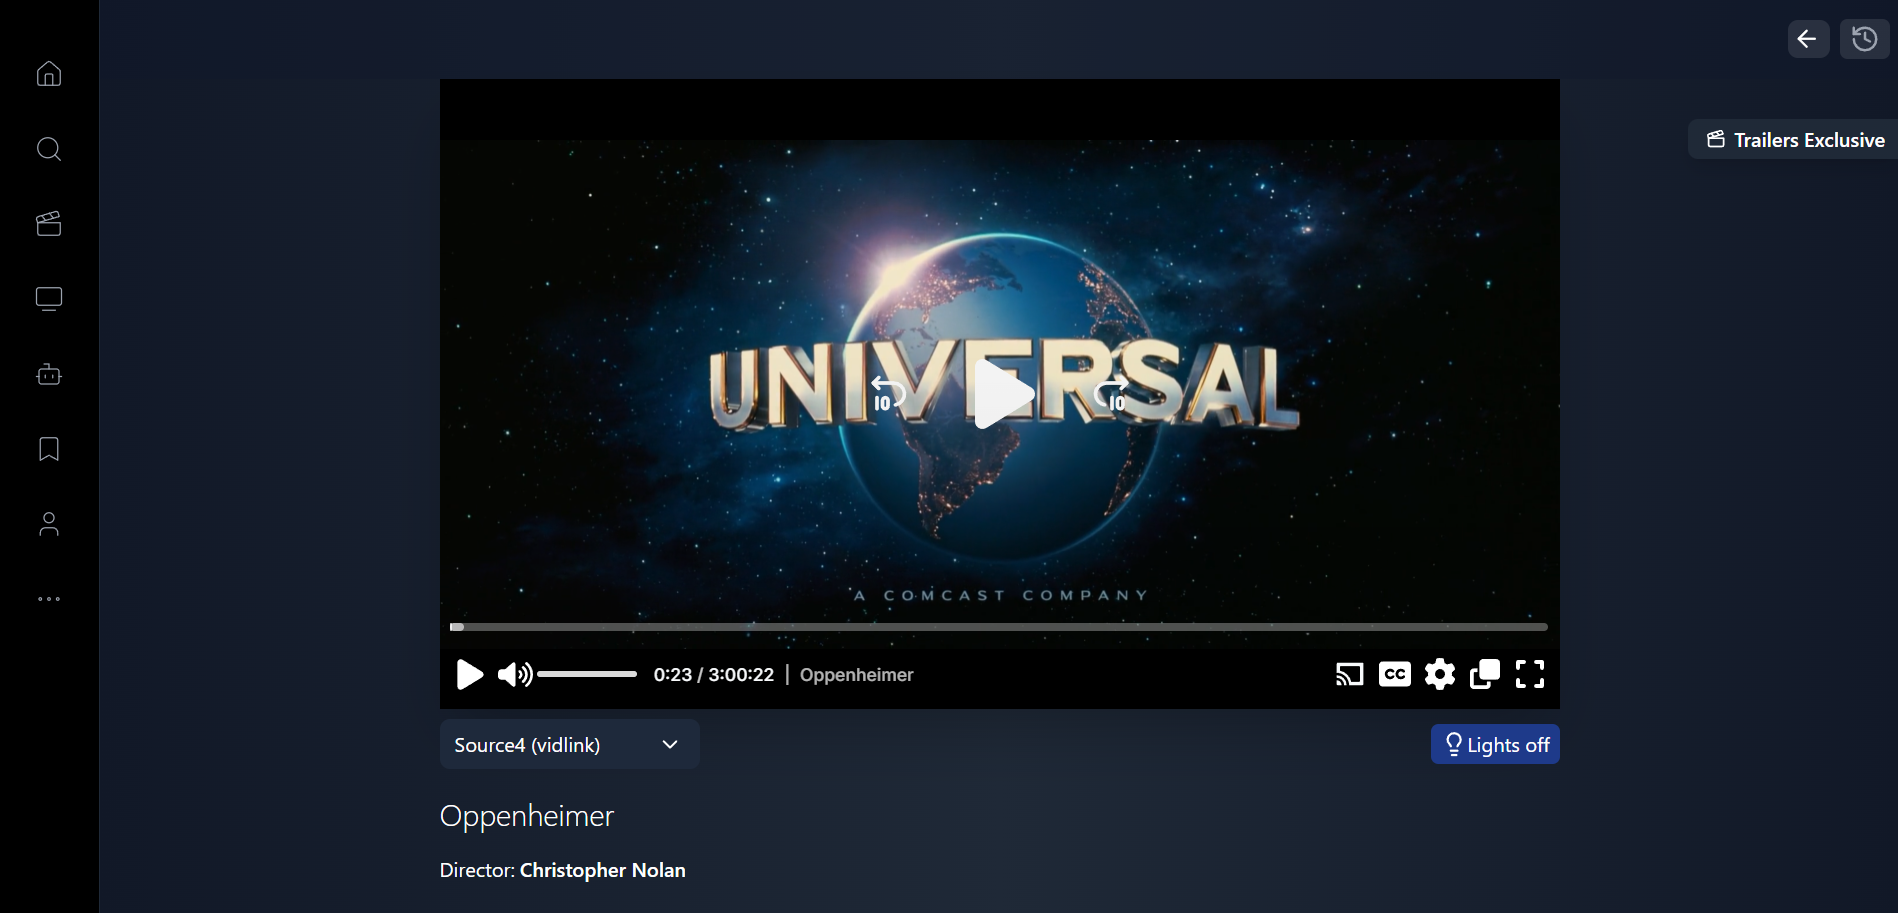 Trailers Exclusive
UNIVERSAL
10
10
A COMCAST COMPANY
0:23 / 3:00:22 | Oppenheimer
CC
Source4 (vidlink)
Lights off
Oppenheimer
Director: Christopher Nolan